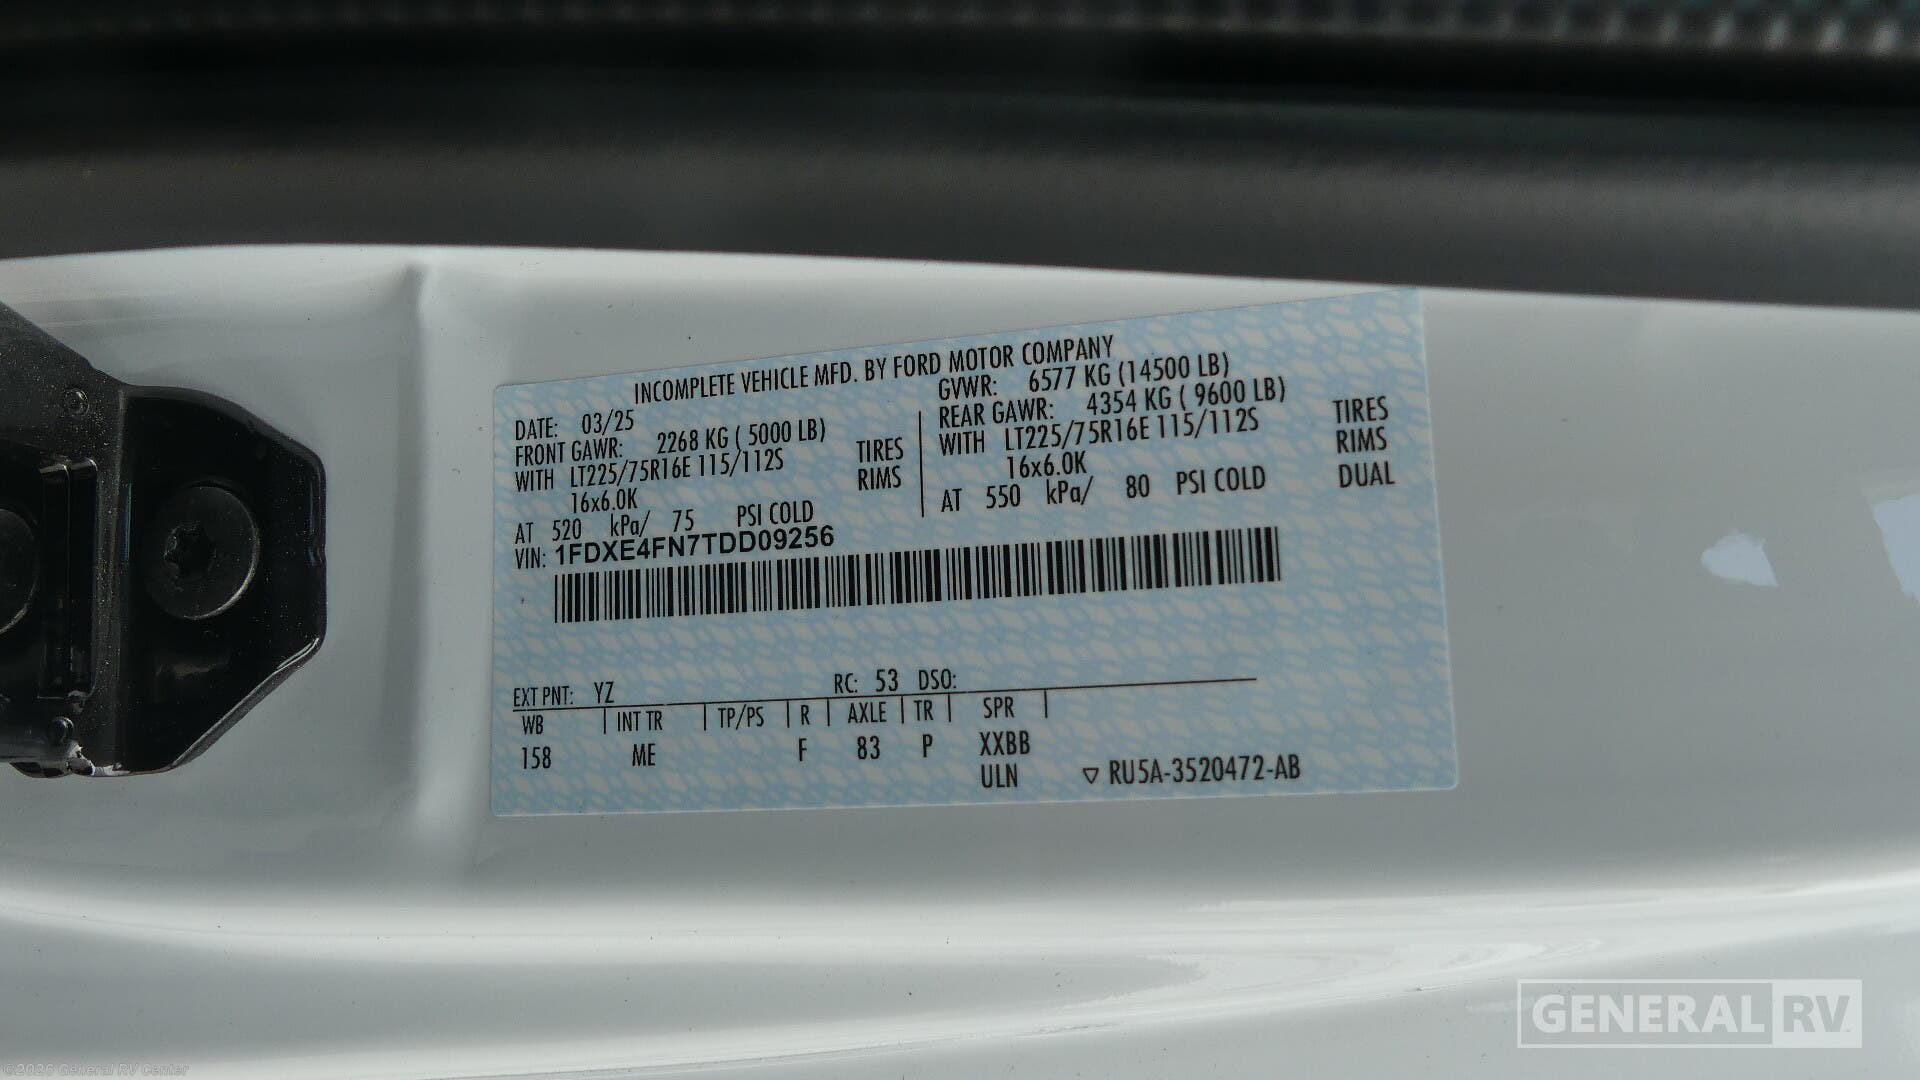 INCOMPLETE VEHICLE MFD. BY FORD MOTOR COMPANY
DATE: 03/25
GVWR: 6577 KG (14500 LB)
FRONT GAWR: 2268 KG ( 5000 LB)
REAR GAWR: 4354 KG ( 9600 LB)
WITH LT225/75R16E 115/112S TIRES
WITH LT225/75R16E 115/112S TIRES
16x6.0K RIMS
16x6.0K RIMS
AT 520 kPa/ 75 PSI COLD
AT 550 kPa/ 80 PSI COLD DUAL
VIN: 1FDXE4FN7TDD09256
EXT PNT: YZ RC: 53 DSO:
WB INT TR TP/PS R AXLE TR SPR
158 ME F 83 P XXBB
ULN ▽ RU5A-3520472-AB
GENERAL RV
©2026 General RV Center